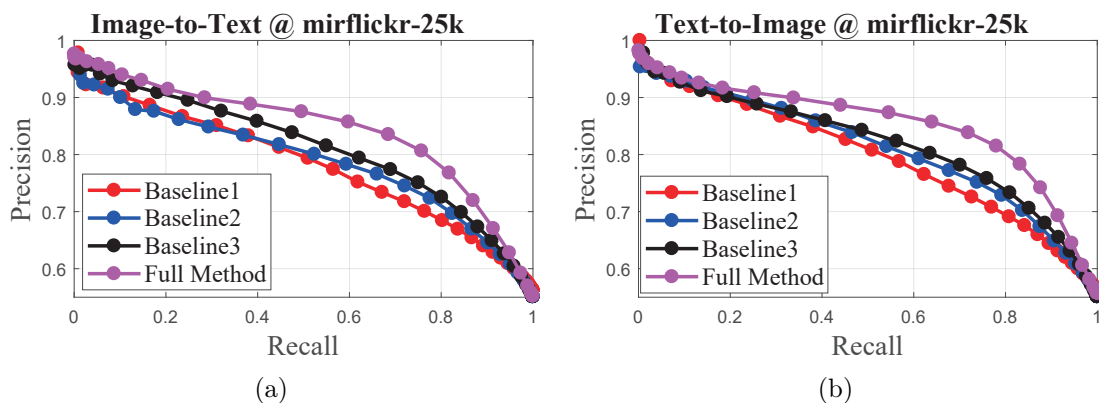 Image-to-Text @ mirflickr-25k
1
0.9
0.8
0.7
0.6
Precision
Baseline1
Baseline2
Baseline3
Full Method
0 0.2 0.4 0.6 0.8 1
Recall
(a)
Text-to-Image @ mirflickr-25k
1
0.9
0.8
0.7
0.6
Precision
Baseline1
Baseline2
Baseline3
Full Method
0 0.2 0.4 0.6 0.8 1
Recall
(b)